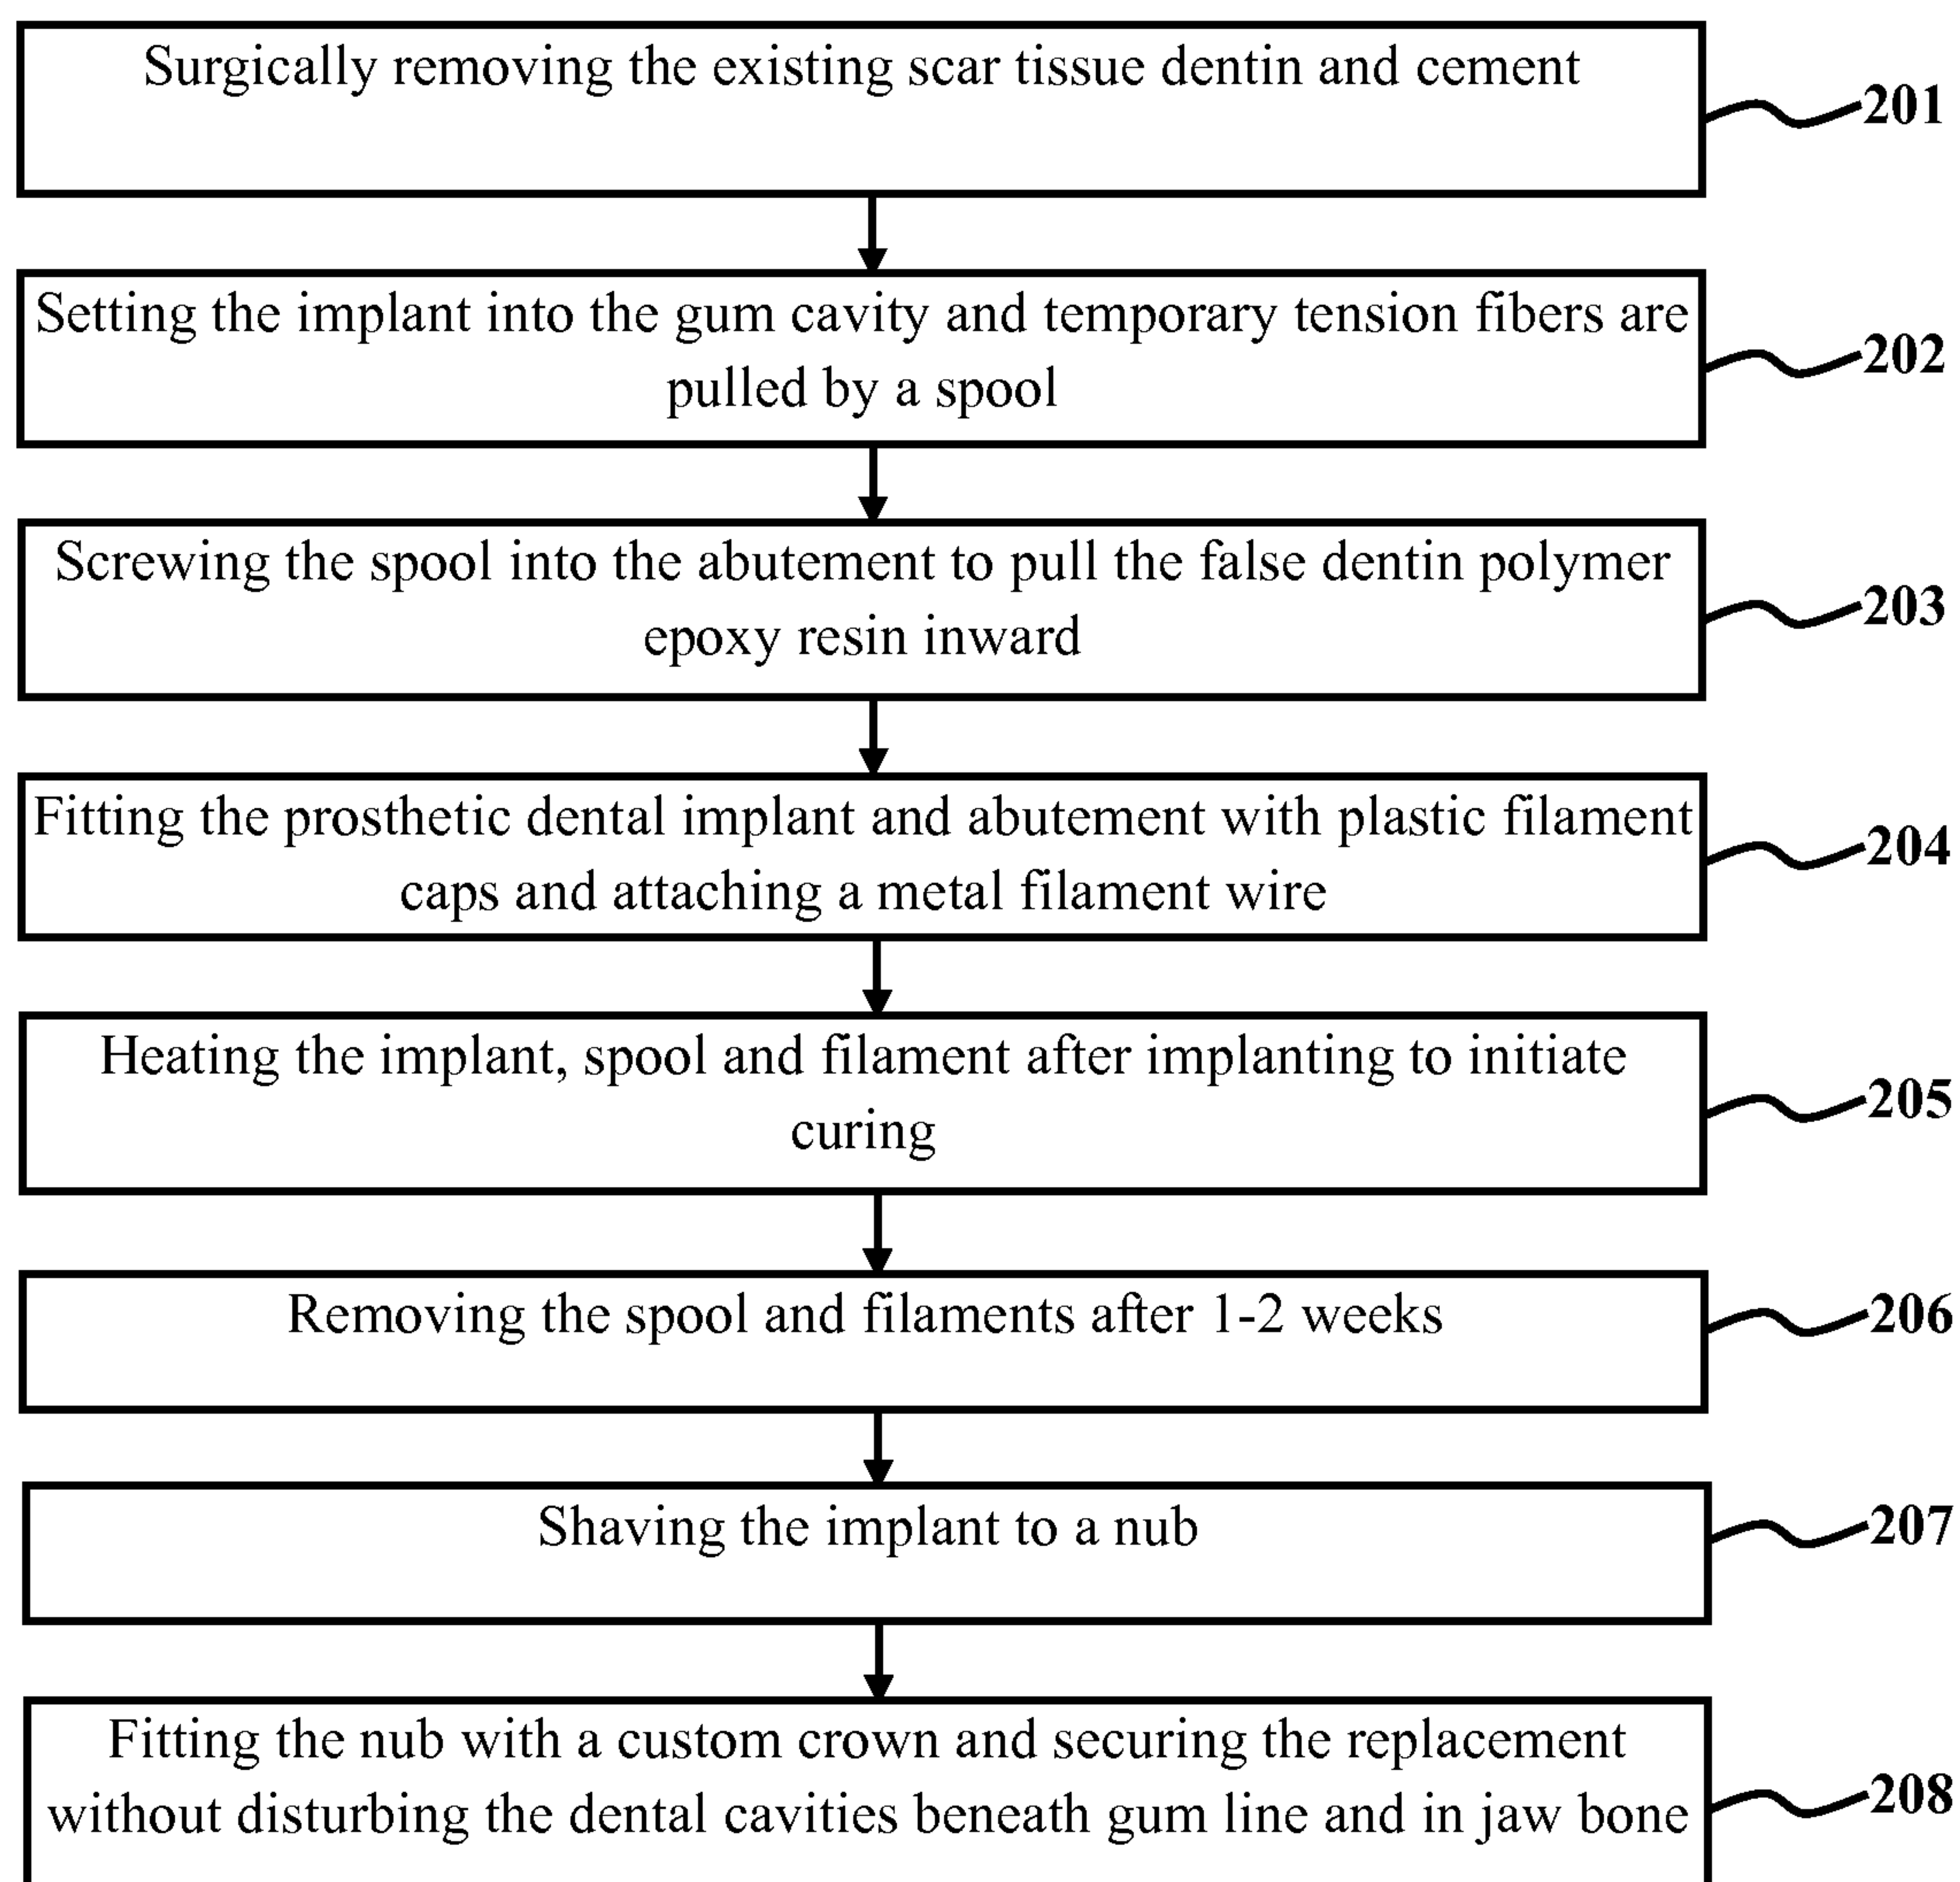 Surgically removing the existing scar tissue dentin and cement
201
Setting the implant into the gum cavity and temporary tension fibers are
pulled by a spool
202
Screwing the spool into the abutement to pull the false dentin polymer
epoxy resin inward
203
Fitting the prosthetic dental implant and abutement with plastic filament
caps and attaching a metal filament wire
204
Heating the implant, spool and filament after implanting to initiate
curing
205
Removing the spool and filaments after 1-2 weeks
206
Shaving the implant to a nub
207
Fitting the nub with a custom crown and securing the replacement
without disturbing the dental cavities beneath gum line and in jaw bone
208